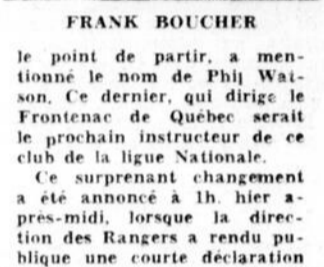 FRANK BOUCHER
le point de partir, a men-
tionné le nom de Phil Wat-
son. Ce dernier, qui dirige le
Frontenac de Québec serait
le prochain instructeur de ce
club de la ligue Nationale.
Ce surprenant changement
a été annoncé à 1h. hier a-
près-midi, lorsque la direc-
tion des Rangers a rendu pu-
blique une courte déclaration